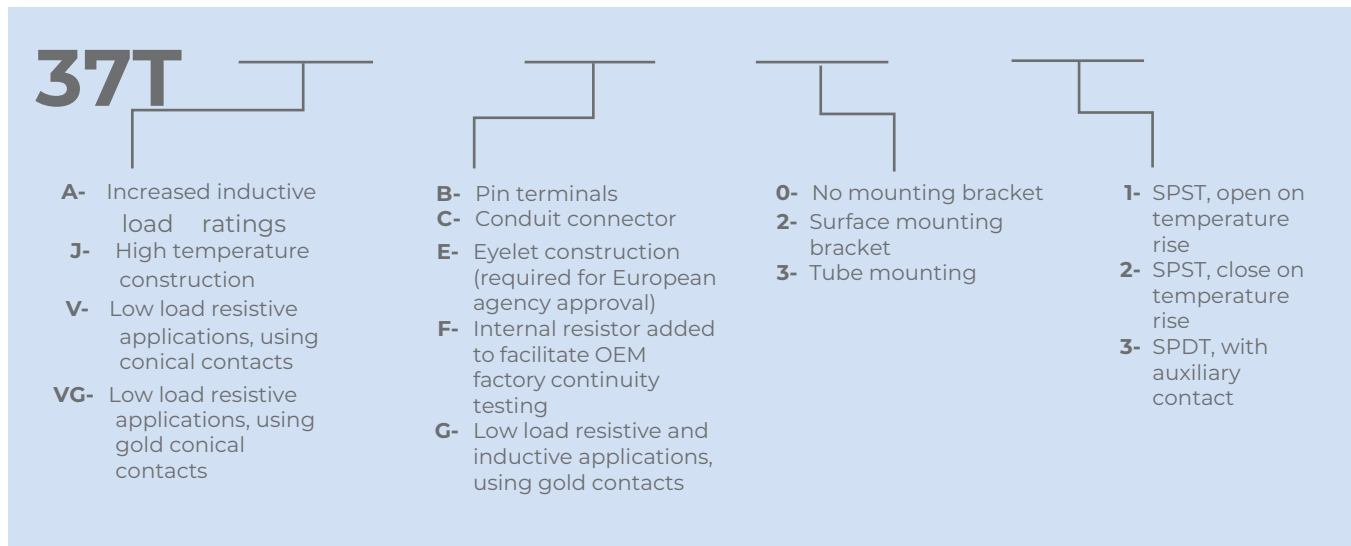 37T
A- Increased inductive
load ratings
J- High temperature
construction
V- Low load resistive
applications, using
conical contacts
VG- Low load resistive
applications, using
gold conical
contacts
B- Pin terminals
C- Conduit connector
E- Eyelet construction
(required for European
agency approval)
F- Internal resistor added
to facilitate OEM
factory continuity
testing
G- Low load resistive and
inductive applications,
using gold contacts
0- No mounting bracket
2- Surface mounting
bracket
3- Tube mounting
1- SPST, open on
temperature
rise
2- SPST, close on
temperature
rise
3- SPDT, with
auxiliary
contact